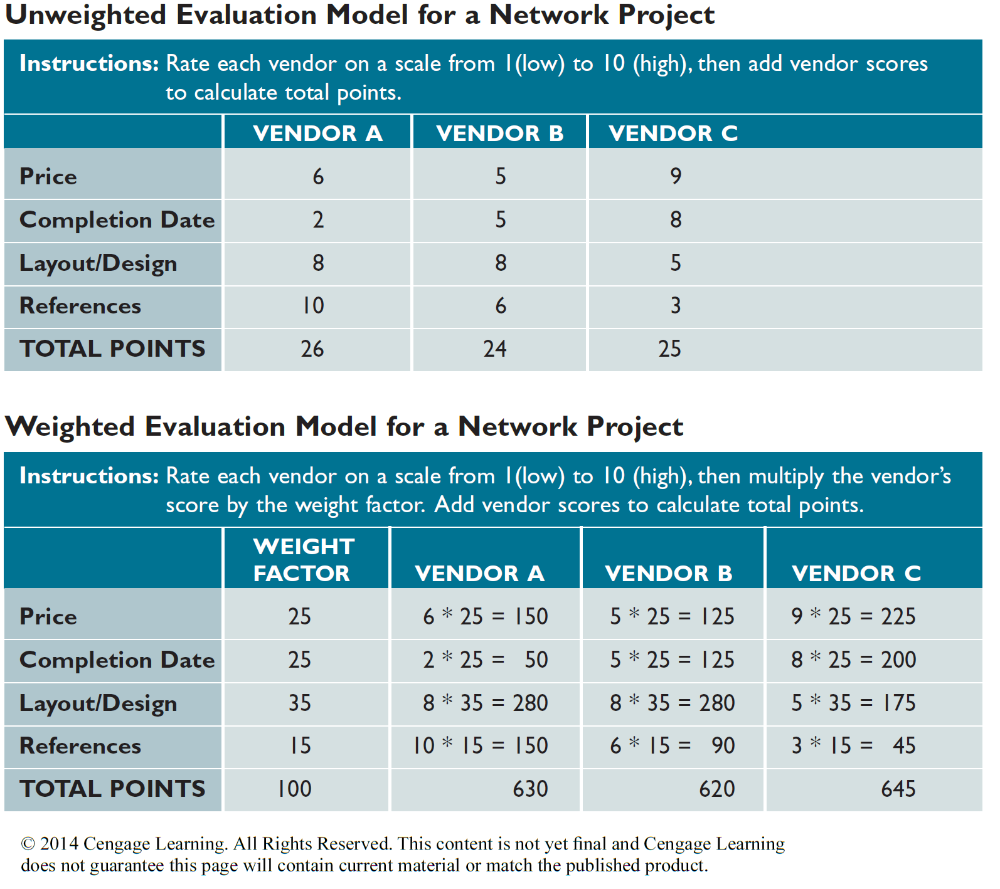 Unweighted Evaluation Model for a Network Project
Instructions: Rate each vendor on a scale from 1(low) to 10 (high), then add vendor scores
to calculate total points.
VENDOR A VENDOR B VENDOR C
Price 6 5 9
Completion Date 2 5 8
Layout/Design 8 8 5
References 10 6 3
TOTAL POINTS 26 24 25
Weighted Evaluation Model for a Network Project
Instructions: Rate each vendor on a scale from 1(low) to 10 (high), then multiply the vendor’s
score by the weight factor. Add vendor scores to calculate total points.
WEIGHT
FACTOR VENDOR A VENDOR B VENDOR C
Price 25 6 * 25 = 150 5 * 25 = 125 9 * 25 = 225
Completion Date 25 2 * 25 = 50 5 * 25 = 125 8 * 25 = 200
Layout/Design 35 8 * 35 = 280 8 * 35 = 280 5 * 35 = 175
References 15 10 * 15 = 150 6 * 15 = 90 3 * 15 = 45
TOTAL POINTS 100 630 620 645
© 2014 Cengage Learning. All Rights Reserved. This content is not yet final and Cengage Learning
does not guarantee this page will contain current material or match the published product.